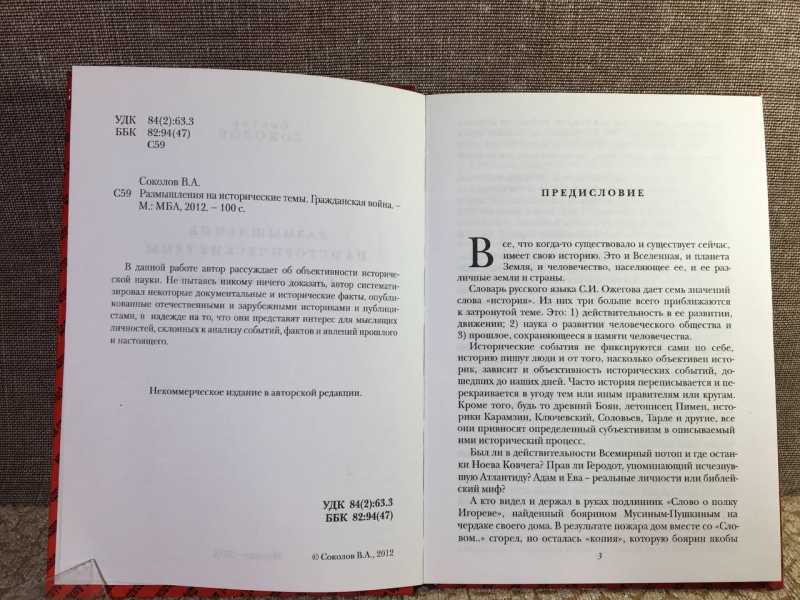 УДК 84(2):63.3
ББК 82:94(47)
С59
Соколов В.А.
С59 Размышления на исторические темы. Гражданская война. –
М.: МБА, 2012. – 100 с.
В данной работе автор рассуждает об объективности историче-
ской науки. Не пытаясь никому ничего доказать, автор системати-
зировал некоторые документальные и исторические факты, опубли-
кованные отечественными и зарубежными историками и публици-
стами, в надежде на то, что они представят интерес для мыслящих
личностей, склонных к анализу событий, фактов и явлений прошлого
и настоящего.
Некоммерческое издание в авторской редакции.
УДК 84(2):63.3
ББК 82:94(47)
© Соколов В.А., 2012
ПРЕДИСЛОВИЕ
Все, что когда-то существовало и существует сейчас,
имеет свою историю. Это и Вселенная, и планета
Земля, и человечество, населяющее ее, и ее раз-
личные земли и страны.
Словарь русского языка С.И. Ожегова дает семь значений
слова «история». Из них три больше всего приближаются
к затронутой теме. Это: 1) действительность в ее развитии,
движении; 2) наука о развитии человеческого общества и
3) прошлое, сохраняющееся в памяти человечества.
Исторические события не фиксируются сами по себе,
историю пишут люди и от того, насколько объективен исто-
рик, зависит и объективность исторических событий, до-
шедших до наших дней. Часто история переписывается и пе-
рекраивается в угоду тем или иным правителям или кругам.
Кроме того, будь то древний Боян, летописец Пимен, исто-
рики Карамзин, Ключевский, Соловьев, Тарле и другие, все
они привносят определенный субъективизм в описываемый
ими исторический процесс.
Был ли в действительности Всемирный потоп и где остан-
ки Ноева Ковчега? Прав ли Геродот, упоминающий исчезнув-
шую Атлантиду? Адам и Ева – реальные личности или библей-
ский миф?
А кто видел и держал в руках подлинник «Слово о полку
Игореве», найденный боярином Мусиным-Пушкиным на
чердаке своего дома. В результате пожара дом вместе со «Сло-
вом..» сгорел, но осталась «копия», которую боярин якобы
3